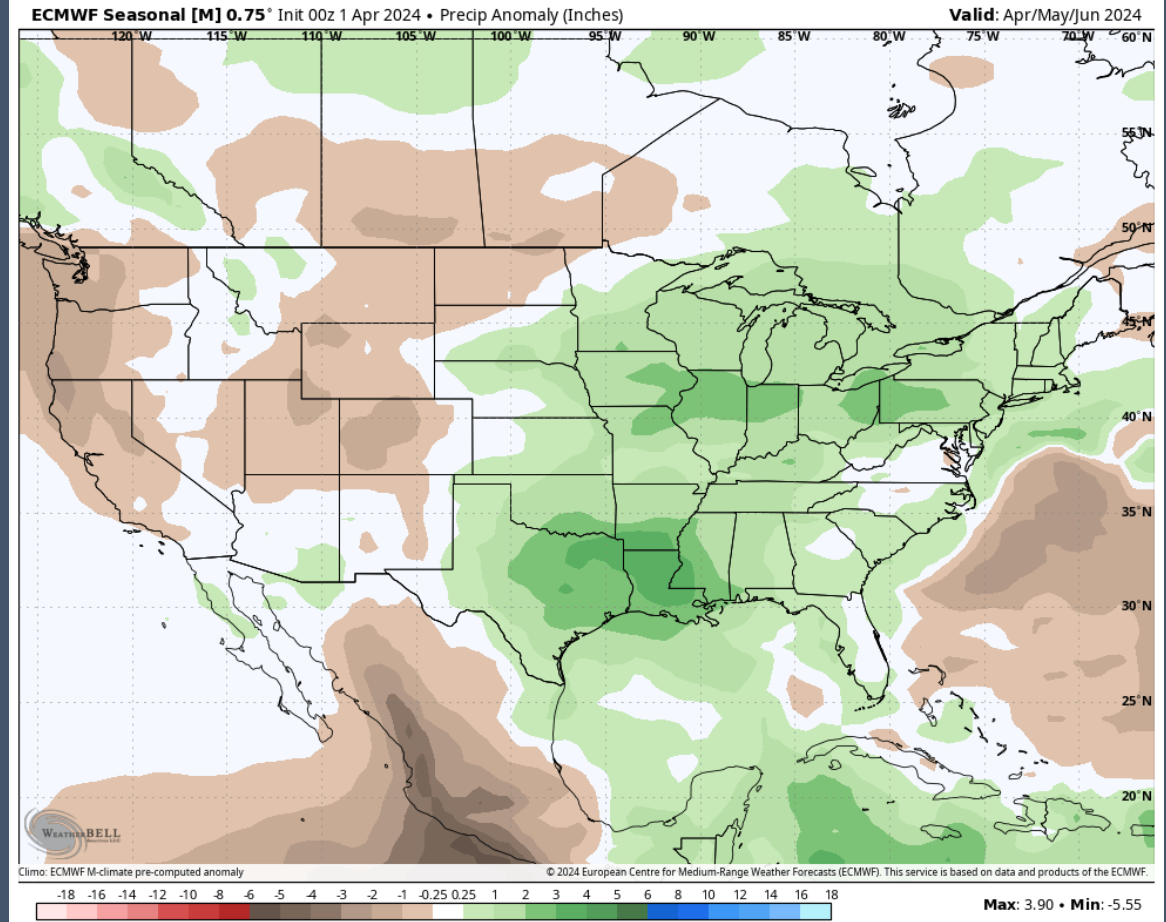 ECMWF Seasonal [M] 0.75° Init 00z 1 Apr 2024 • Precip Anomaly (Inches)
Valid: Apr/May/Jun 2024
120°W 115°W 110°W 105°W 100°W 95°W 90°W 85°W 80°W 75°W 70°W 60°N
55°N
50°N
45°N
40°N
35°N
30°N
25°N
20°N
WEATHERBELL
Climo: ECMWF M-climate pre-computed anomaly
© 2024 European Centre for Medium-Range Weather Forecasts (ECMWF). This service is based on data and products of the ECMWF.
-18 -16 -14 -12 -10 -8 -6 -5 -4 -3 -2 -1 -0.25 0.25 1 2 3 4 5 6 8 10 12 14 16 18
Max: 3.90 • Min: -5.55